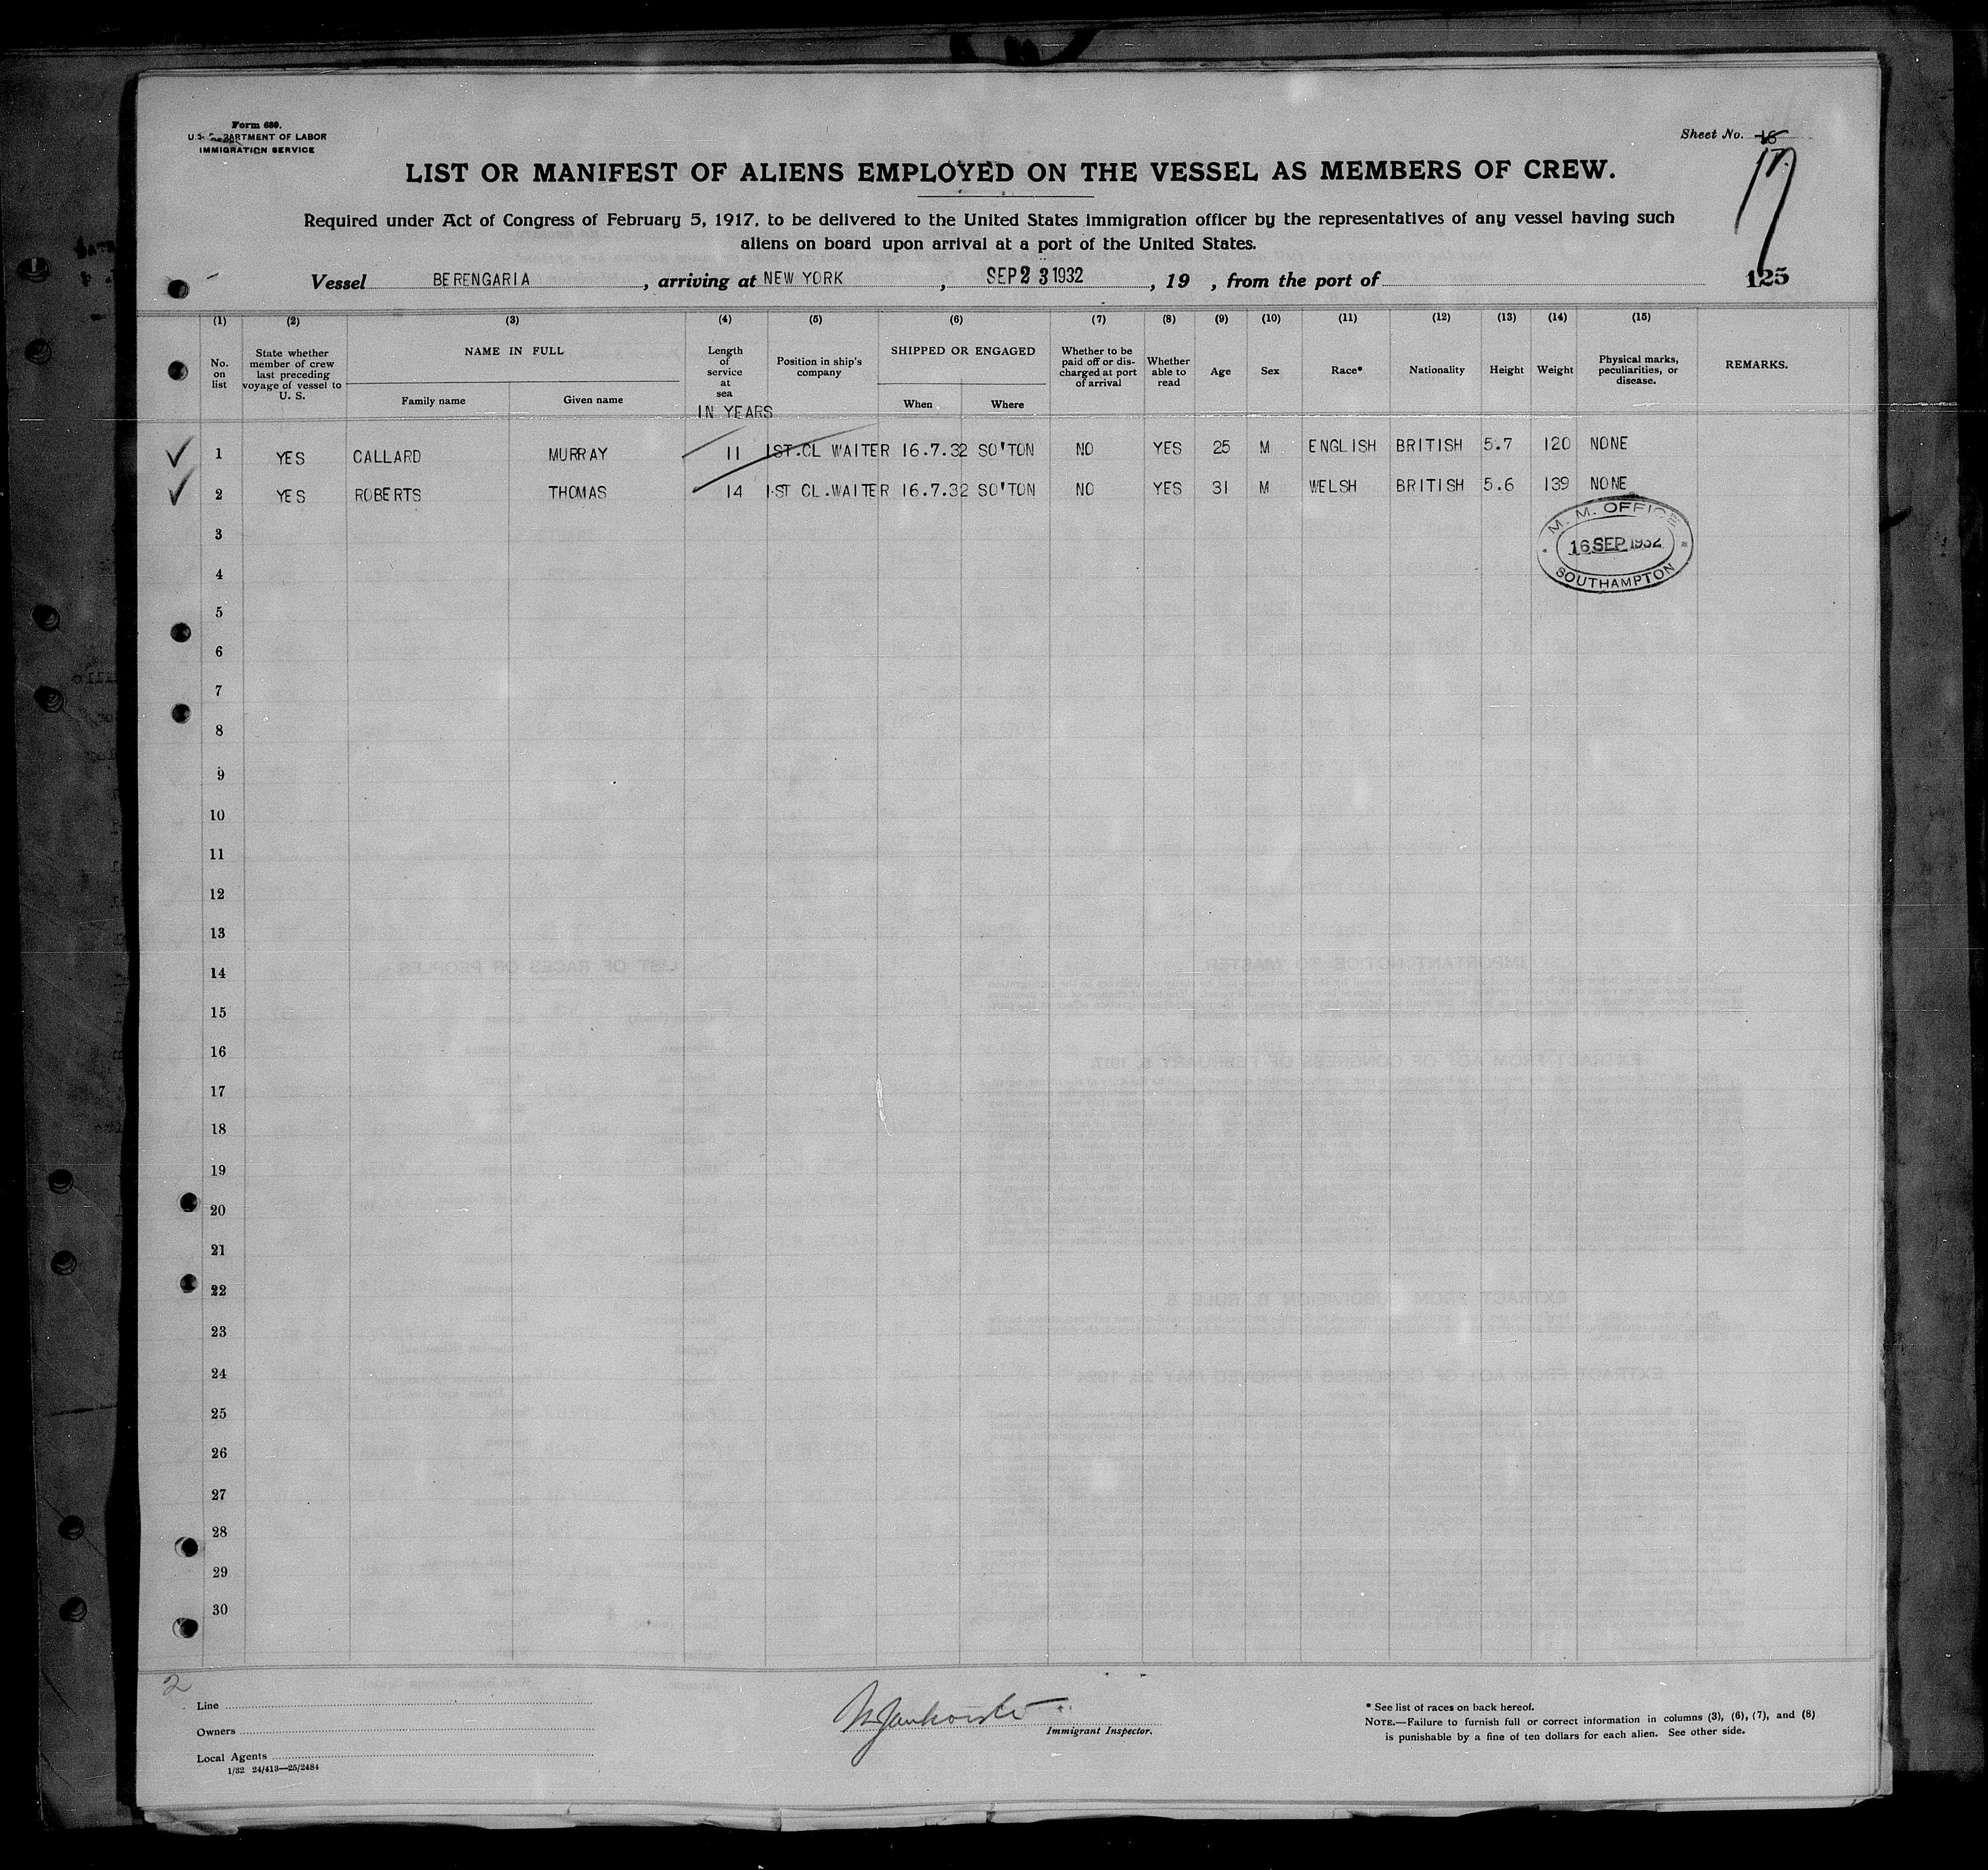 Form 689.
U.S. DEPARTMENT OF LABOR
IMMIGRATION SERVICE
Sheet No. 16
17
LIST OR MANIFEST OF ALIENS EMPLOYED ON THE VESSEL AS MEMBERS OF CREW.
Required under Act of Congress of February 5, 1917, to be delivered to the United States immigration officer by the representatives of any vessel having such
aliens on board upon arrival at a port of the United States.
Vessel BERENGARIA, arriving at NEW YORK, SEP 23 1932, 19 , from the port of
125
(1) (2) (3) (4) (5) (6) (7) (8) (9) (10) (11) (12) (13) (14) (15)
No. on list
State whether member of crew last preceding voyage of vessel to U. S.
NAME IN FULL
Family name Given name
Length of service at sea
IN YEARS
Position in ship's company
SHIPPED OR ENGAGED
When Where
Whether to be paid off or discharged at port of arrival
Whether able to read
Age
Sex
Race*
Nationality
Height
Weight
Physical marks, peculiarities, or disease.
REMARKS.
1 YES CALLARD MURRAY 11 1ST.CL WAITER 16.7.32 SO'TON NO YES 25 M ENGLISH BRITISH 5.7 120 NONE
2 YES ROBERTS THOMAS 14 1.ST CL.WAITER 16.7.32 SO'TON NO YES 31 M WELSH BRITISH 5.6 139 NONE
M. M. OFFICE
16 SEP 1932
SOUTHAMPTON
3
4
5
6
7
8
9
10
11
12
13
14
15
16
17
18
19
20
21
22
23
24
25
26
27
28
29
30
2
Line
Owners
Local Agents
1/32 24/413—25/2484
Immigrant Inspector.
* See list of races on back hereof.
NOTE.—Failure to furnish full or correct information in columns (3), (6), (7), and (8)
is punishable by a fine of ten dollars for each alien. See other side.